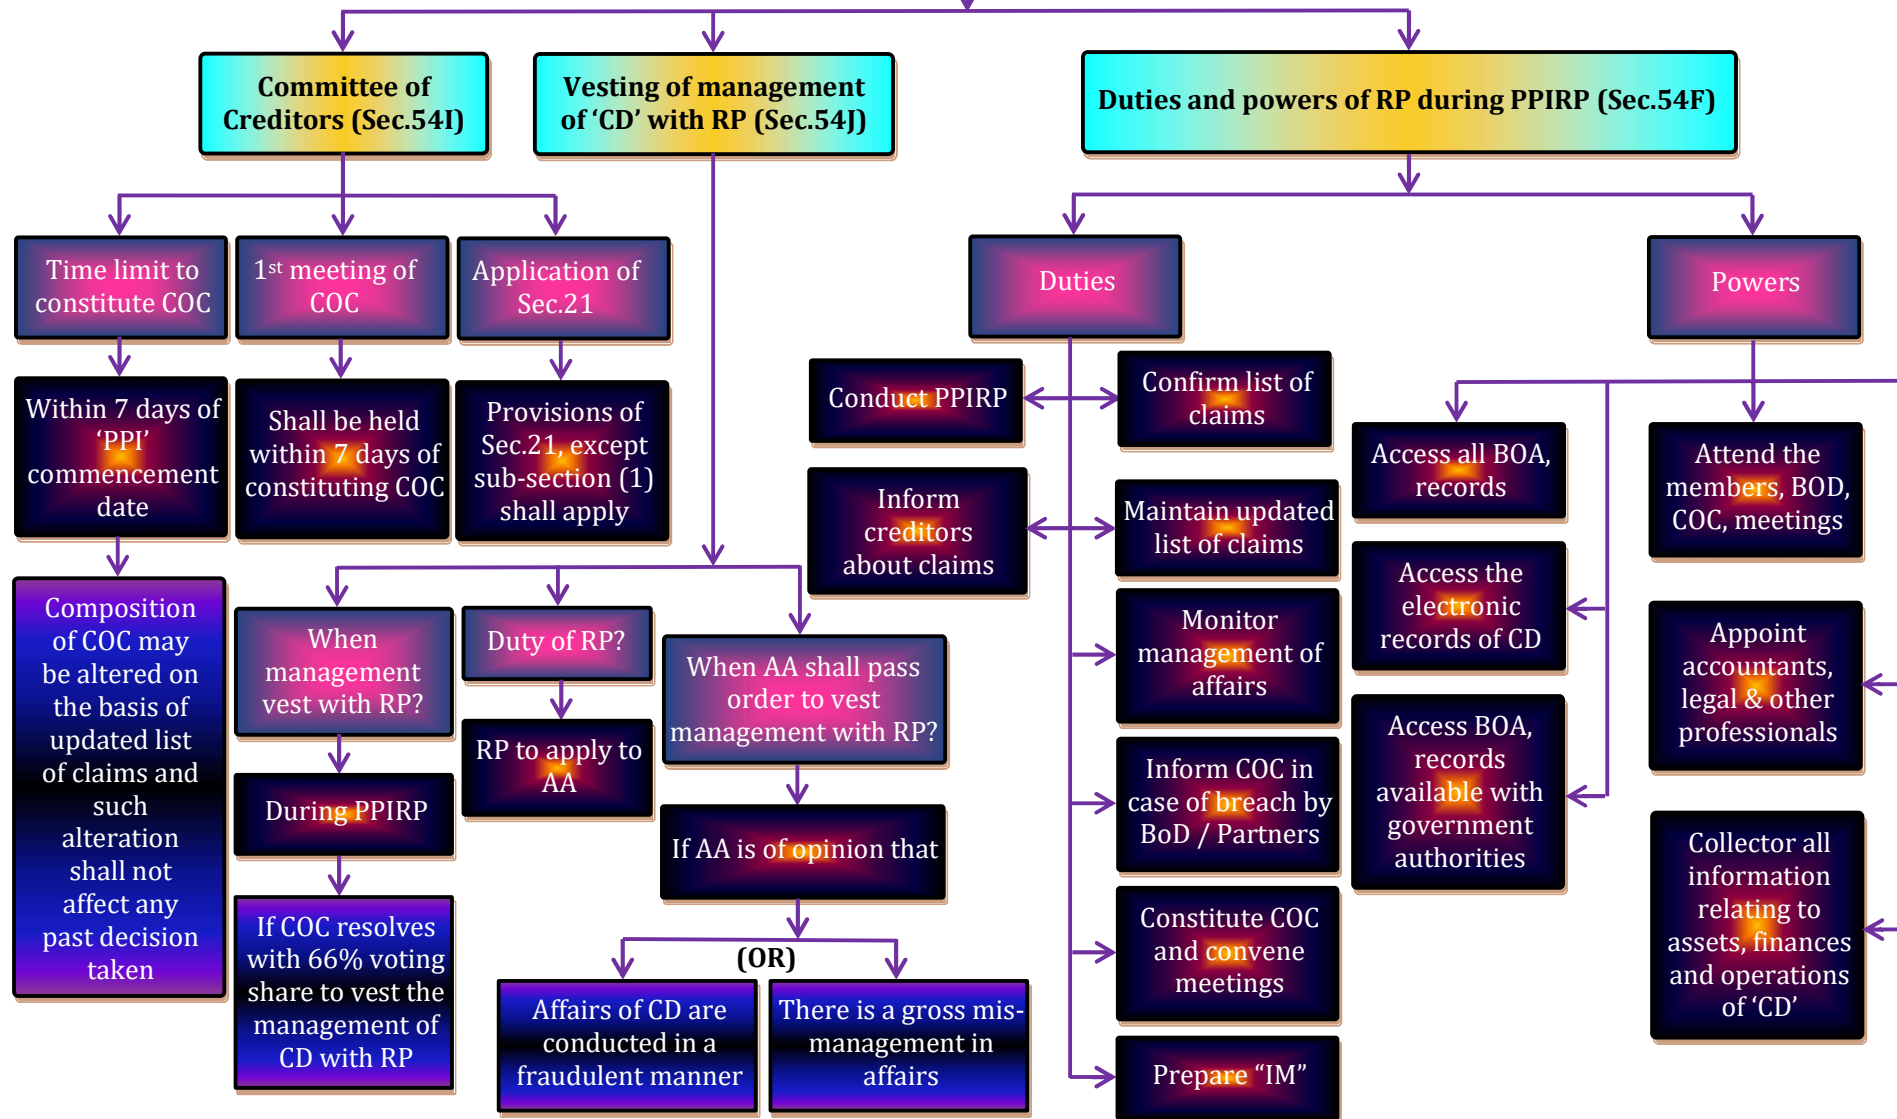 Committee of
Creditors (Sec.54I)
Vesting of management
of ‘CD’ with RP (Sec.54J)
Duties and powers of RP during PPIRP (Sec.54F)
Time limit to
constitute COC
1st meeting of
COC
Application of
Sec.21
Within 7 days of
‘PPI’
commencement
date
Shall be held
within 7 days of
constituting COC
Provisions of
Sec.21, except
sub-section (1)
shall apply
Composition
of COC may
be altered on
the basis of
updated list
of claims and
such
alteration
shall not
affect any
past decision
taken
When
management
vest with RP?
During PPIRP
If COC resolves
with 66% voting
share to vest the
management of
CD with RP
Duty of RP?
RP to apply to
AA
When AA shall pass
order to vest
management with RP?
If AA is of opinion that
(OR)
Affairs of CD are
conducted in a
fraudulent manner
There is a gross mis-
management in
affairs
Duties
Conduct PPIRP
Confirm list of
claims
Inform
creditors
about claims
Maintain updated
list of claims
Monitor
management of
affairs
Inform COC in
case of breach by
BoD / Partners
Constitute COC
and convene
meetings
Prepare “IM”
Powers
Access all BOA,
records
Attend the
members, BOD,
COC, meetings
Access the
electronic
records of CD
Appoint
accountants,
legal & other
professionals
Access BOA,
records
available with
government
authorities
Collector all
information
relating to
assets, finances
and operations
of ‘CD’